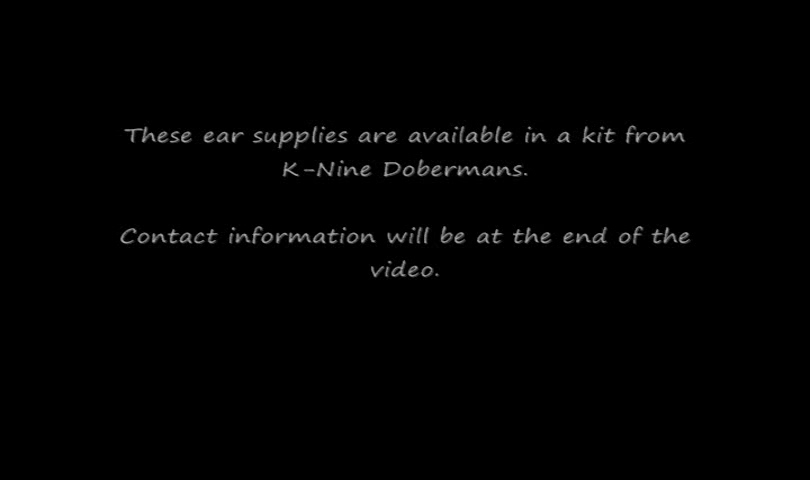 These ear supplies are available in a kit from
K-Nine Dobermans.
Contact information will be at the end of the
video.